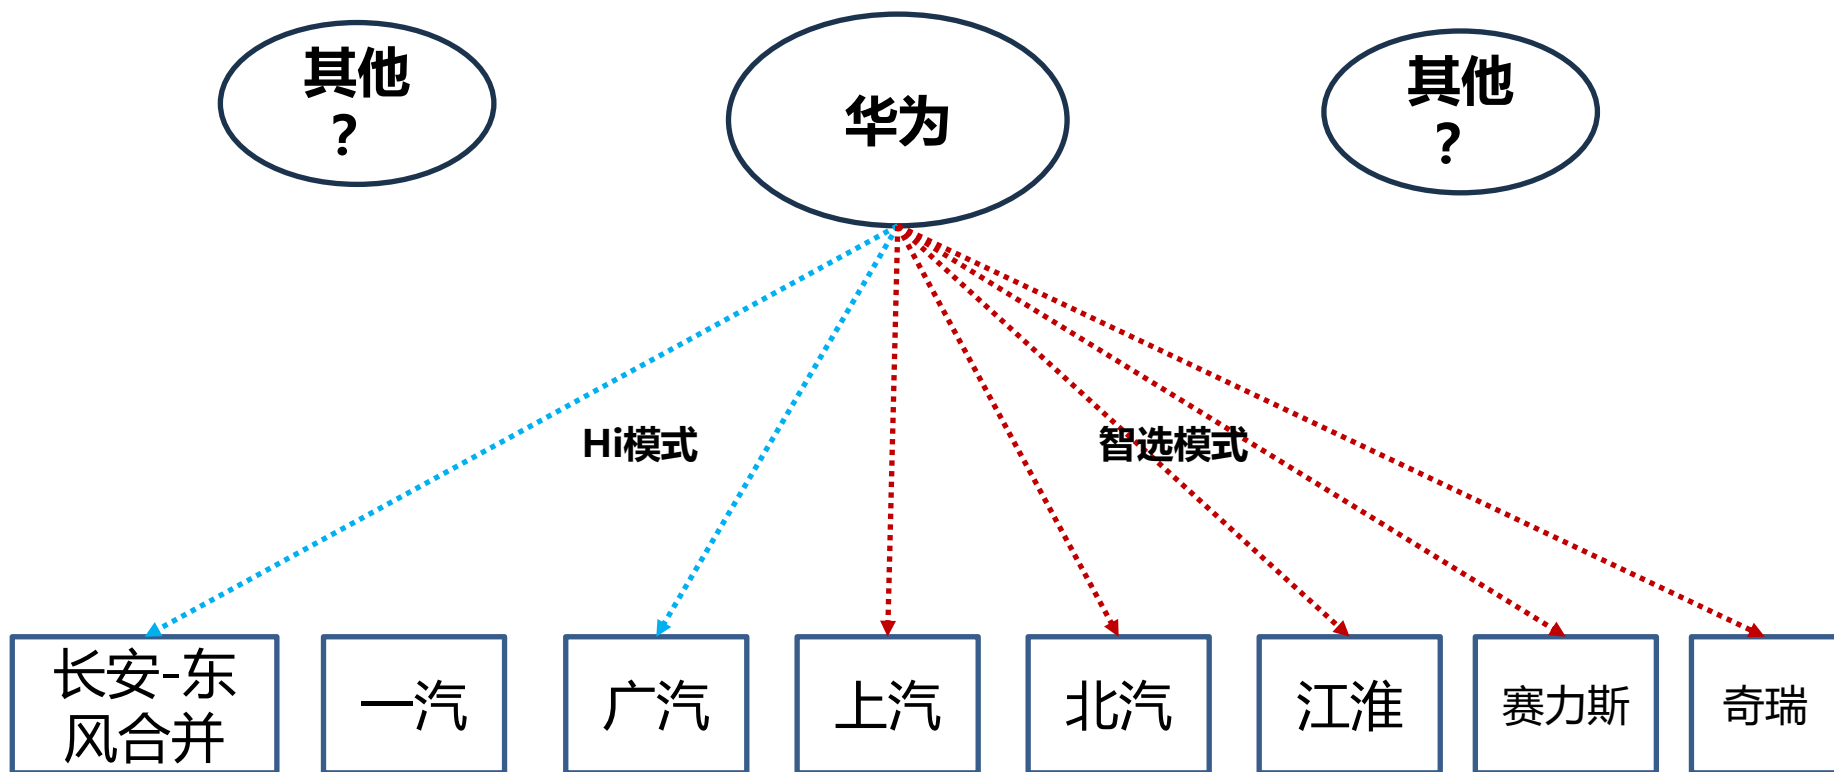 其他
？
华为
其他
？
Hi模式
智选模式
长安-东
风合并
一汽
广汽
上汽
北汽
江淮
赛力斯
奇瑞